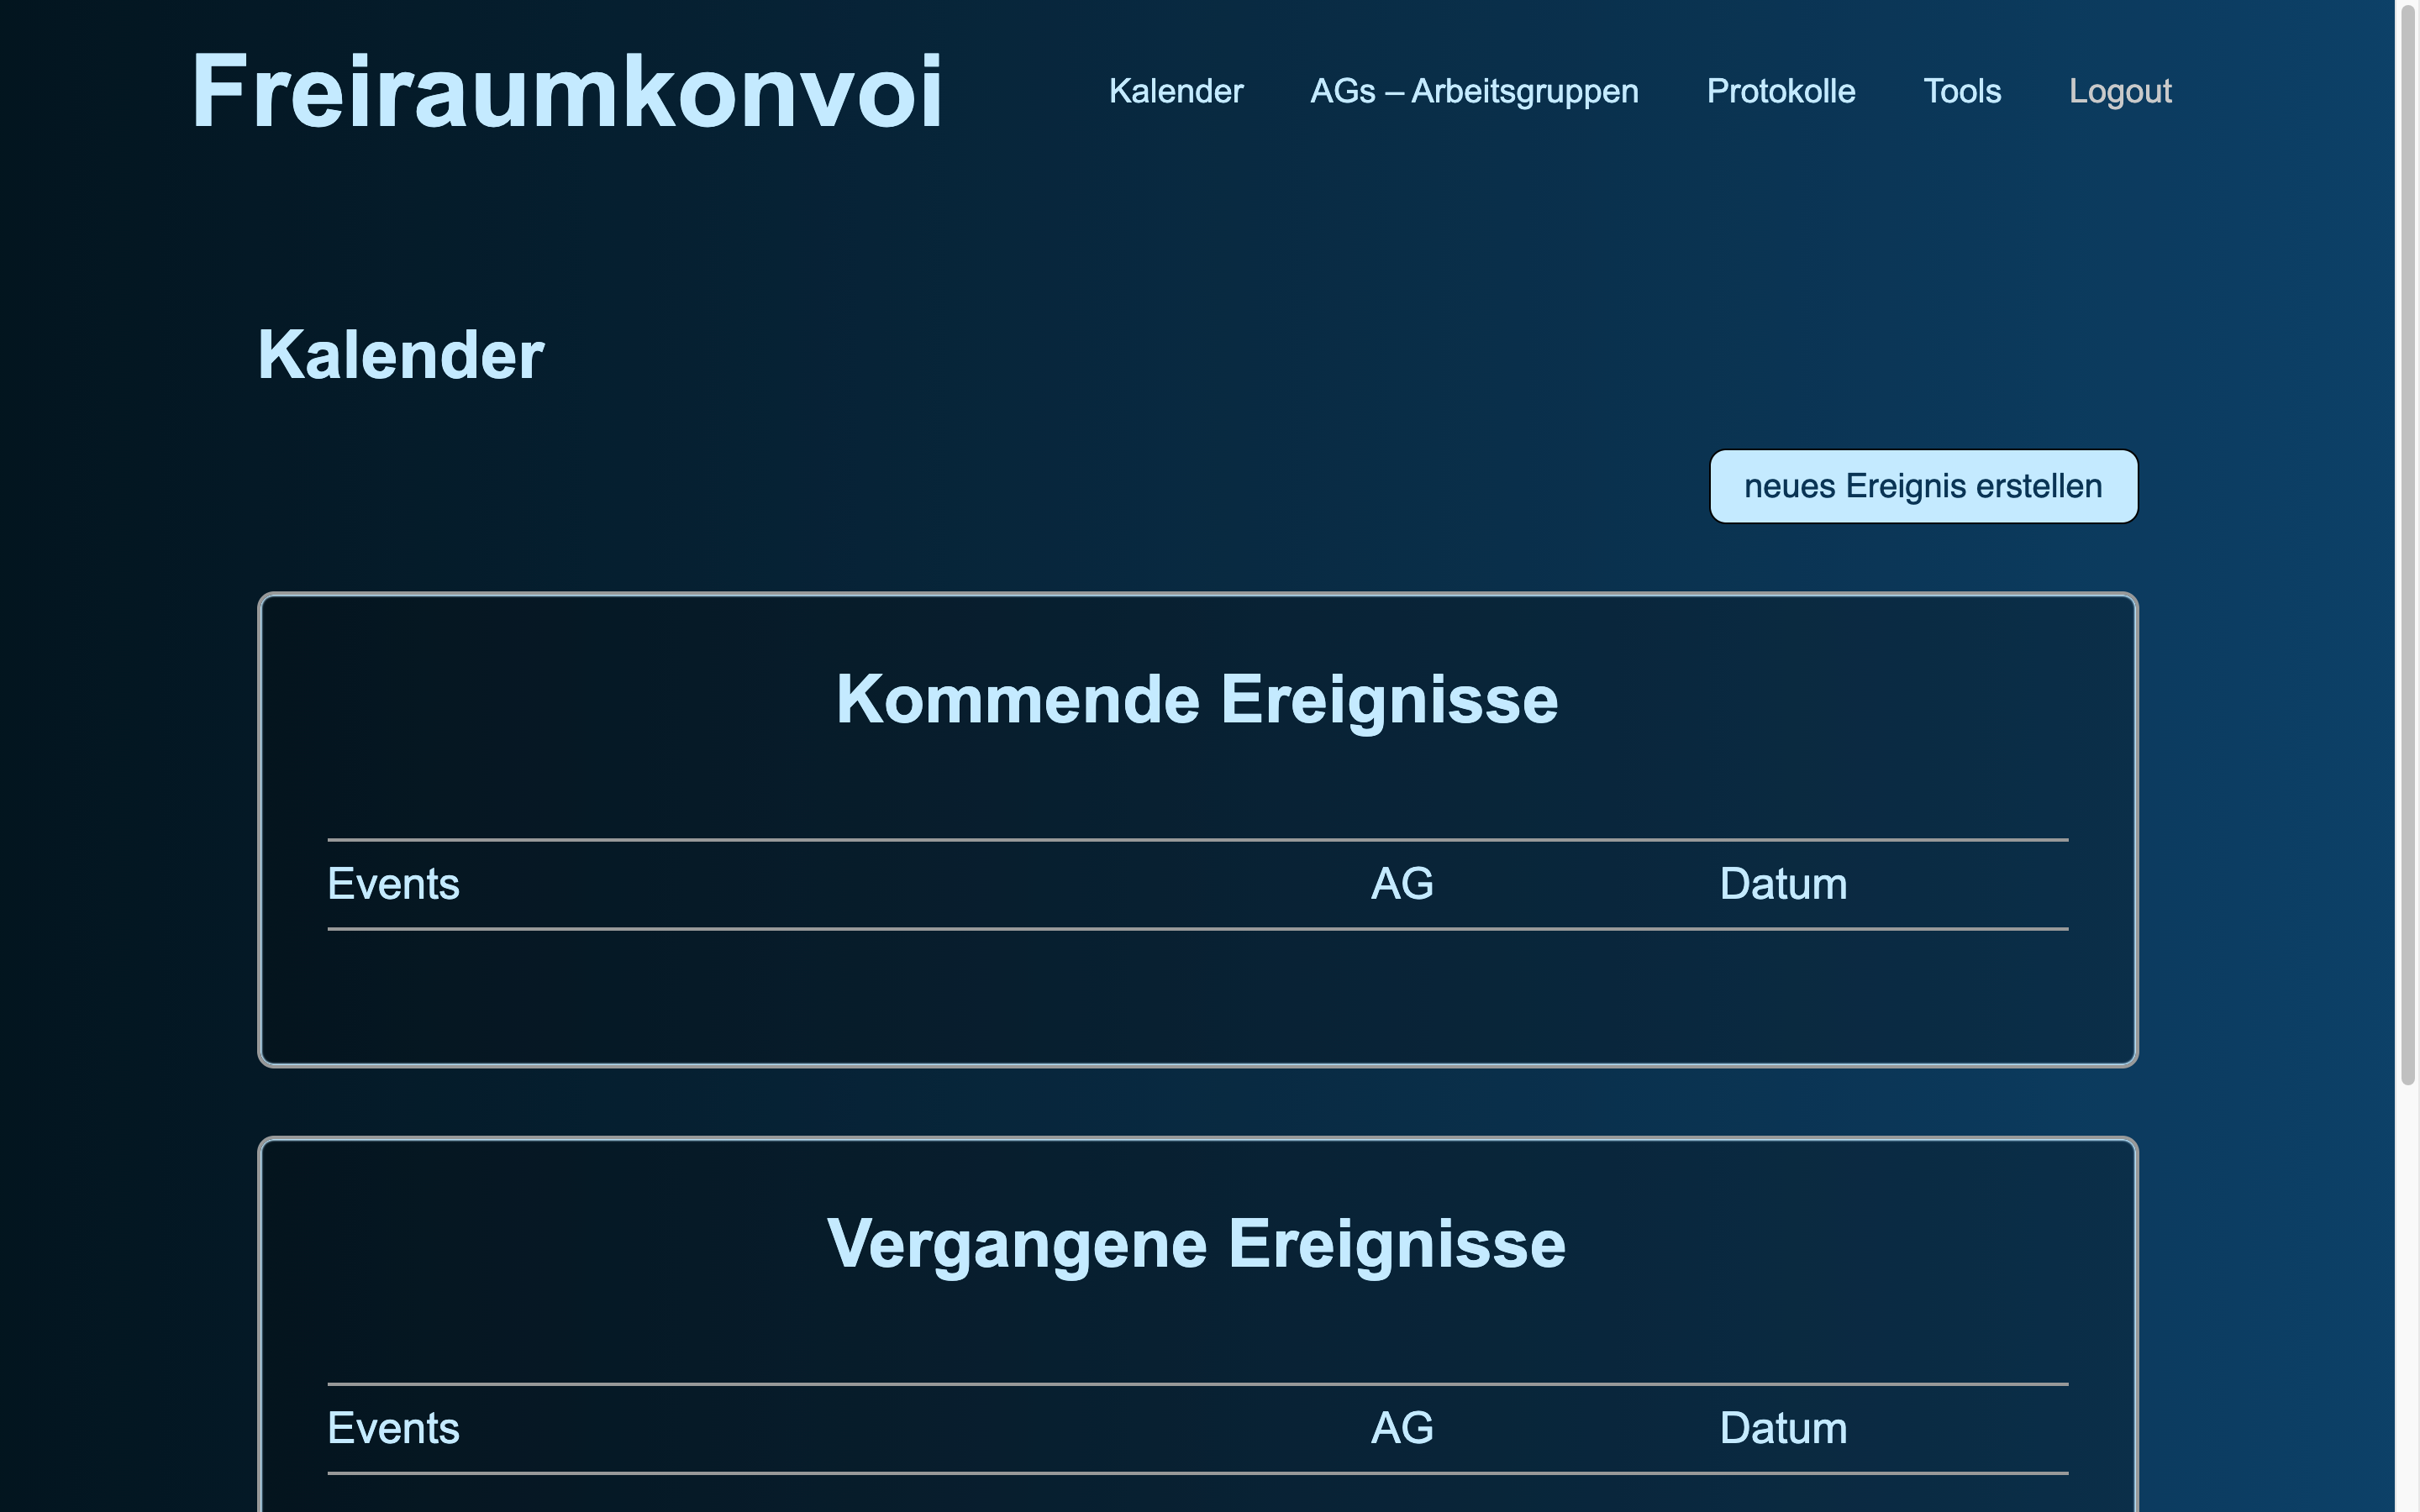 Freiraumkonvoi
Kalender AGs – Arbeitsgruppen Protokolle Tools Logout
Kalender
neues Ereignis erstellen
Kommende Ereignisse
Events AG Datum
Vergangene Ereignisse
Events AG Datum